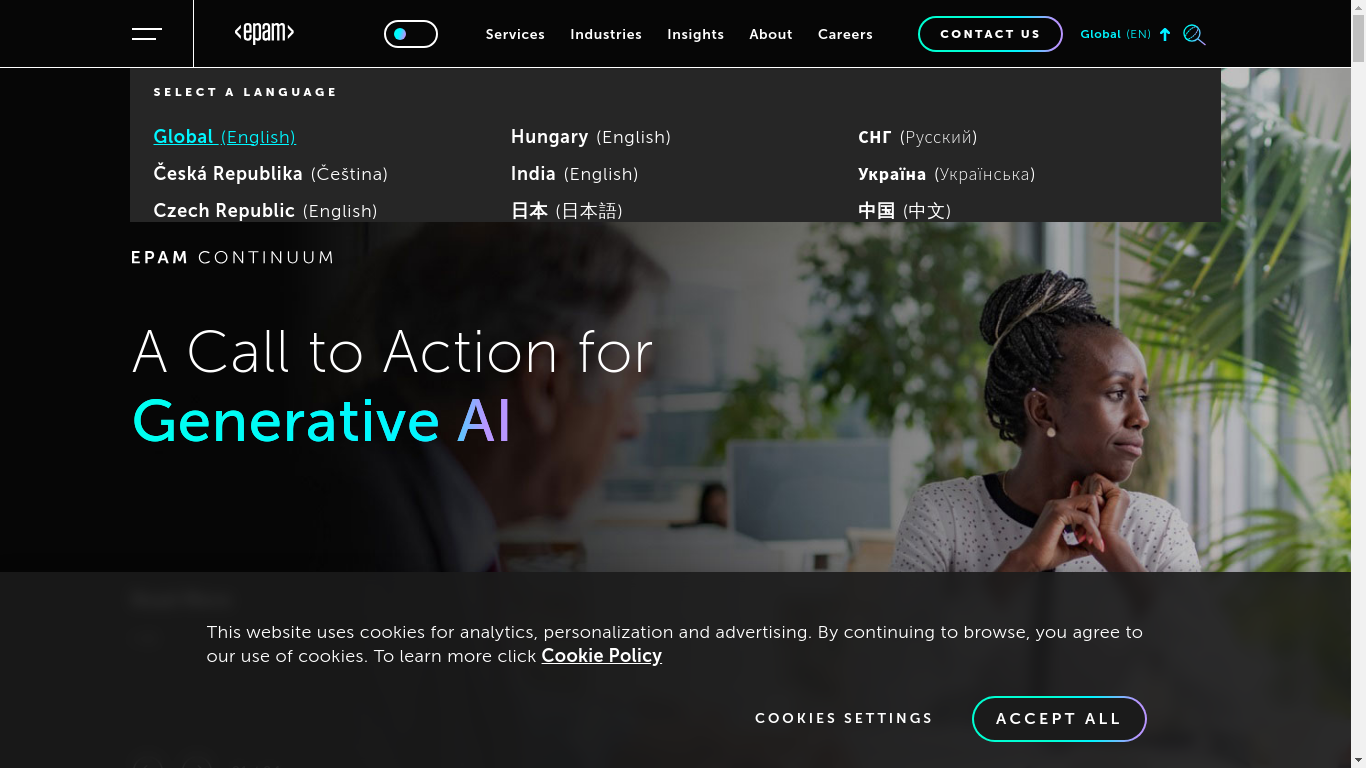 <epam>
Services
Industries
Insights
About
Careers
CONTACT US
Global (EN)
SELECT A LANGUAGE
Global (English)
Hungary (English)
СНГ (Русский)
Česká Republika (Čeština)
India (English)
Україна (Українська)
Czech Republic (English)
日本 (日本語)
中国 (中文)
EPAM CONTINUUM
A Call to Action for
Generative AI
This website uses cookies for analytics, personalization and advertising. By continuing to browse, you agree to
our use of cookies. To learn more click Cookie Policy
COOKIES SETTINGS
ACCEPT ALL